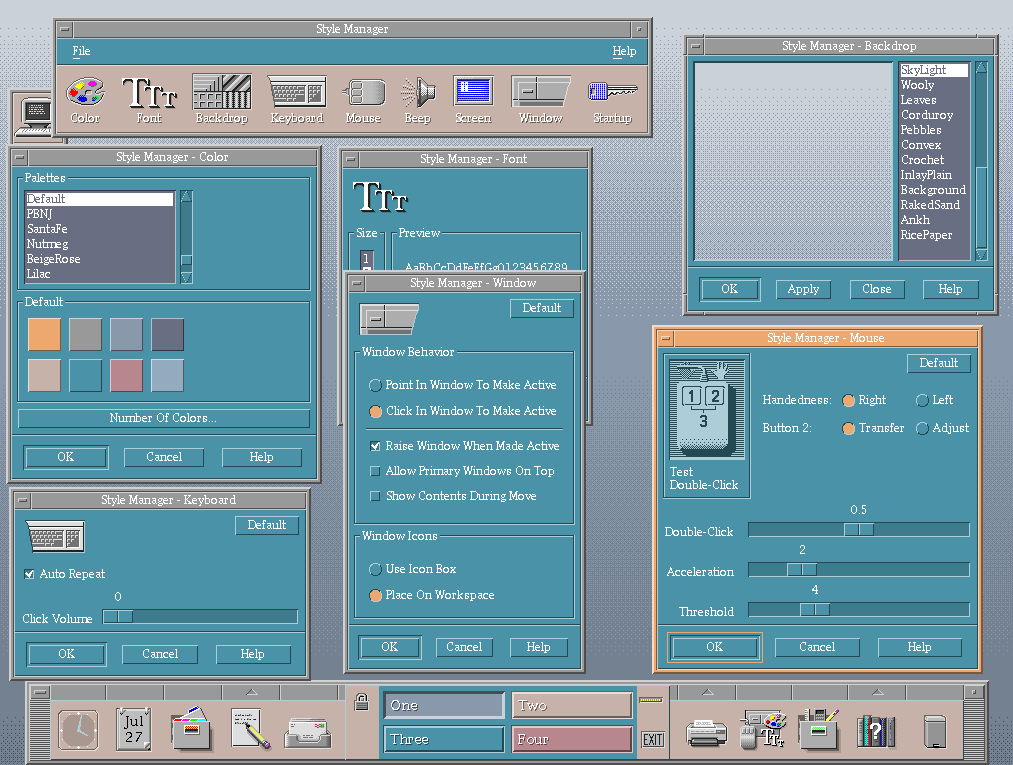 Style Manager
File Help
Color Font Backdrop Keyboard Mouse Beep Screen Window Startup
Style Manager - Color
Palettes
Default
PBNJ
SantaFe
Nutmeg
BeigeRose
Lilac
Default
Number Of Colors...
OK Cancel Help
Style Manager - Font
Size
Preview
1
AaBbCcDdEeFfGg0123456789
Style Manager - Backdrop
SkyLight
Wooly
Leaves
Corduroy
Pebbles
Convex
Crochet
InlayPlain
Background
RakedSand
Ankh
RicePaper
OK Apply Close Help
Style Manager - Keyboard
Default
Auto Repeat
0
Click Volume
OK Cancel Help
Style Manager - Window
Default
Window Behavior
Point In Window To Make Active
Click In Window To Make Active
Raise Window When Made Active
Allow Primary Windows On Top
Show Contents During Move
Window Icons
Use Icon Box
Place On Workspace
OK Cancel Help
Style Manager - Mouse
Default
1 2
3
Test
Double-Click
Handedness: Right Left
Button 2: Transfer Adjust
0.5
Double-Click
2
Acceleration
4
Threshold
OK Cancel Help
Jul
27
One Two
Three Four
EXIT
?